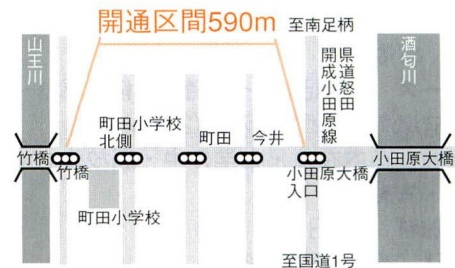 開通区間590m
至南足柄
山王川
酒匂川
県道怒田
開成小田原線
町田小学校
北側
町田
今井
竹橋
竹橋
小田原大橋
入口
小田原大橋
町田小学校
至国道1号